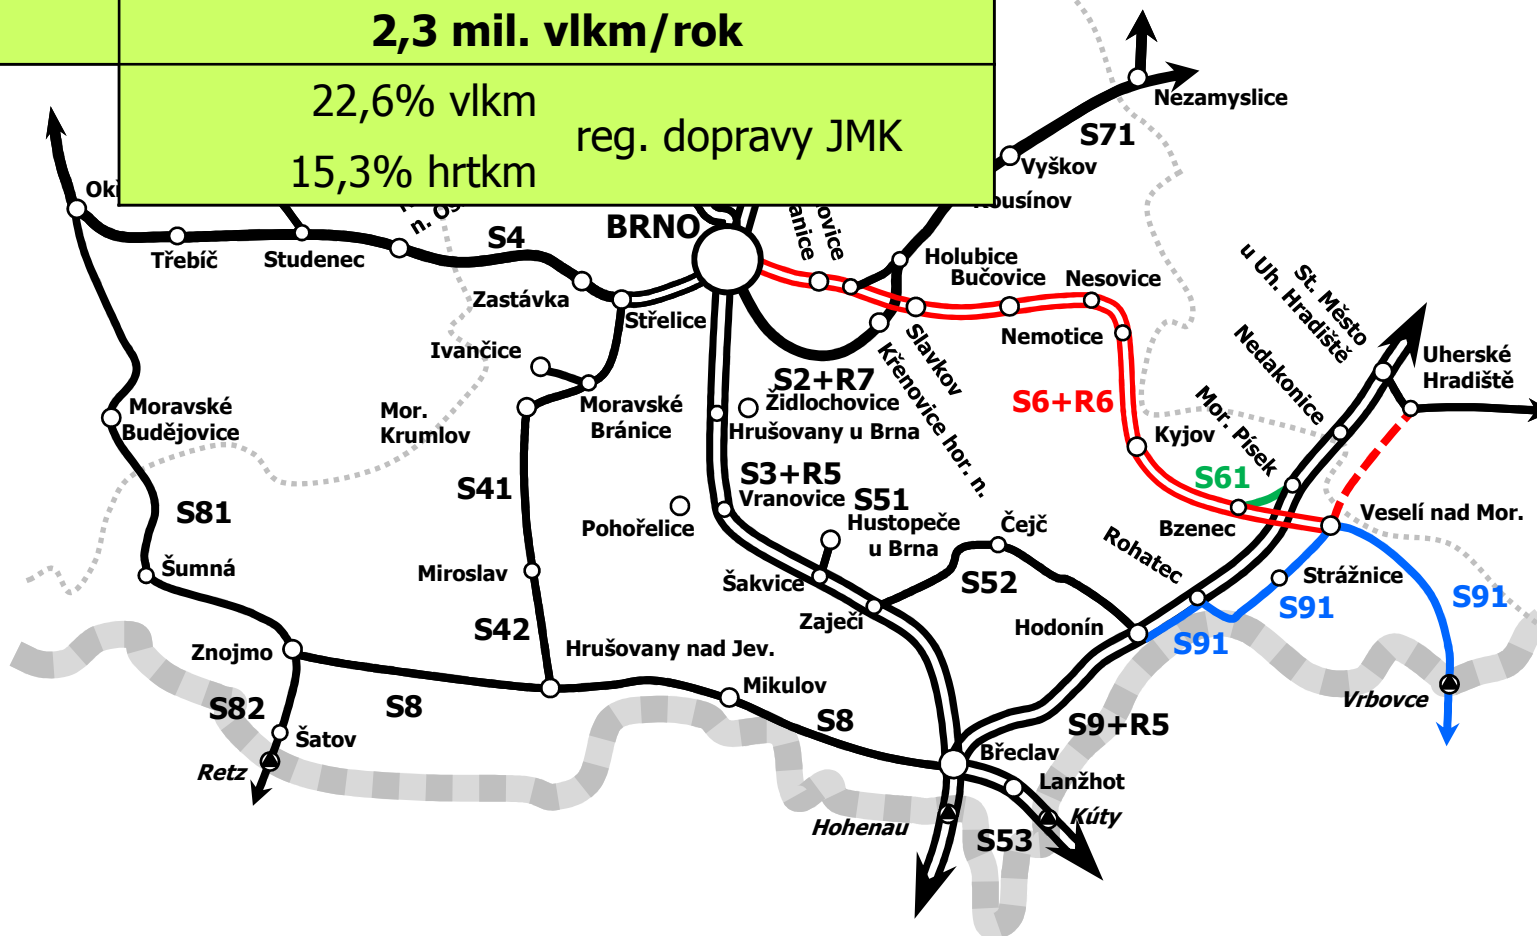 2,3 mil. vlkm/rok
22,6% vlkm
reg. dopravy JMK
15,3% hrtkm
Nezamyslice
S71
Vyškov
BRNO
S4
Třebíč
Studenec
Zastávka
Střelice
Holubice
Bučovice
Nesovice
Nemotice
Slavkov
Křenovice hor. n.
u Uh. Hradiště
St. Město
Nedakonice
Uherské
Hradiště
Ivančice
Mor.
Krumlov
Moravské
Bránice
Moravské
Budějovice
S2+R7
Židlochovice
Hrušovany u Brna
S6+R6
Mor. Písek
Kyjov
S61
Bzenec
Veselí nad Mor.
S41
S81
S3+R5
Vranovice
S51
Pohořelice
Hustopeče
u Brna
Čejč
Rohatec
Šumná
Miroslav
Šakvice
S52
Strážnice
S91
S91
S91
Zaječí
Hodonín
S42
Znojmo
Hrušovany nad Jev.
Mikulov
S82
S8
S8
S9+R5
Vrbovce
Šatov
Retz
Břeclav
Lanžhot
Hohenau
Kúty
S53